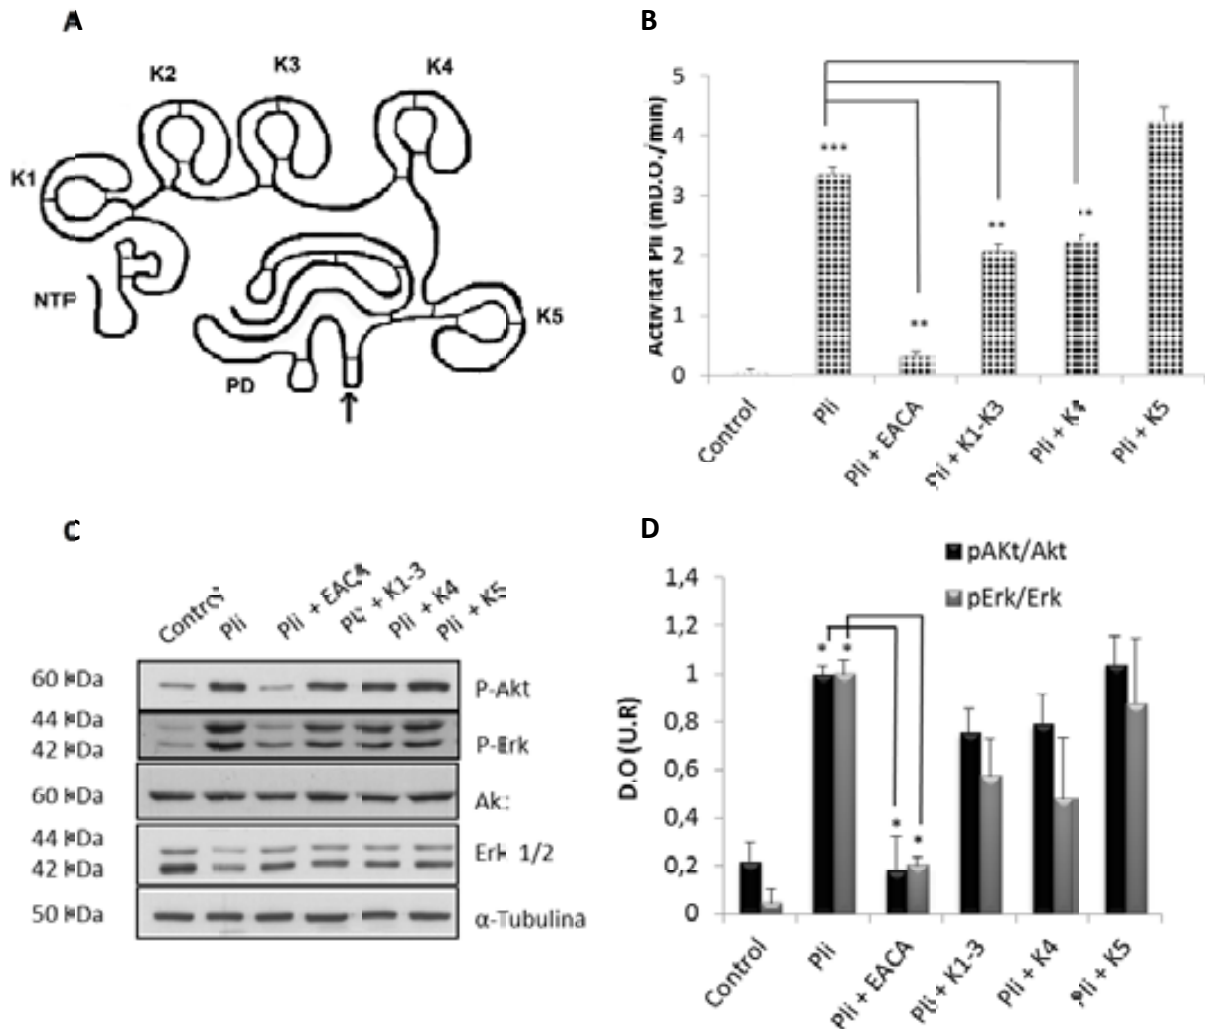 A
K1
K2
K3
K4
K5
NTP
PD
B
Activitat Pli (mD.O./min)
5
4
3
2
1
0
***
**
**
**
Control
Pli
Pli + EACA
Pli + K1-K3
Pli + K4
Pli + K5
C
Control
Pli
Pli + EACA
Pli + K1-3
Pli + K4
Pli + K5
60 kDa
P-Akt
44 kDa
42 kDa
P-Erk
60 kDa
Akt
44 kDa
Erk 1/2
42 kDa
50 kDa
α-Tubulina
D
pAKt/Akt
pErk/Erk
D.O (U.R)
1,4
1,2
1
0,8
0,6
0,4
0,2
0
* *
* *
Control
Pli
Pli + EACA
Pli + K1-3
Pli + K4
Pli + K5